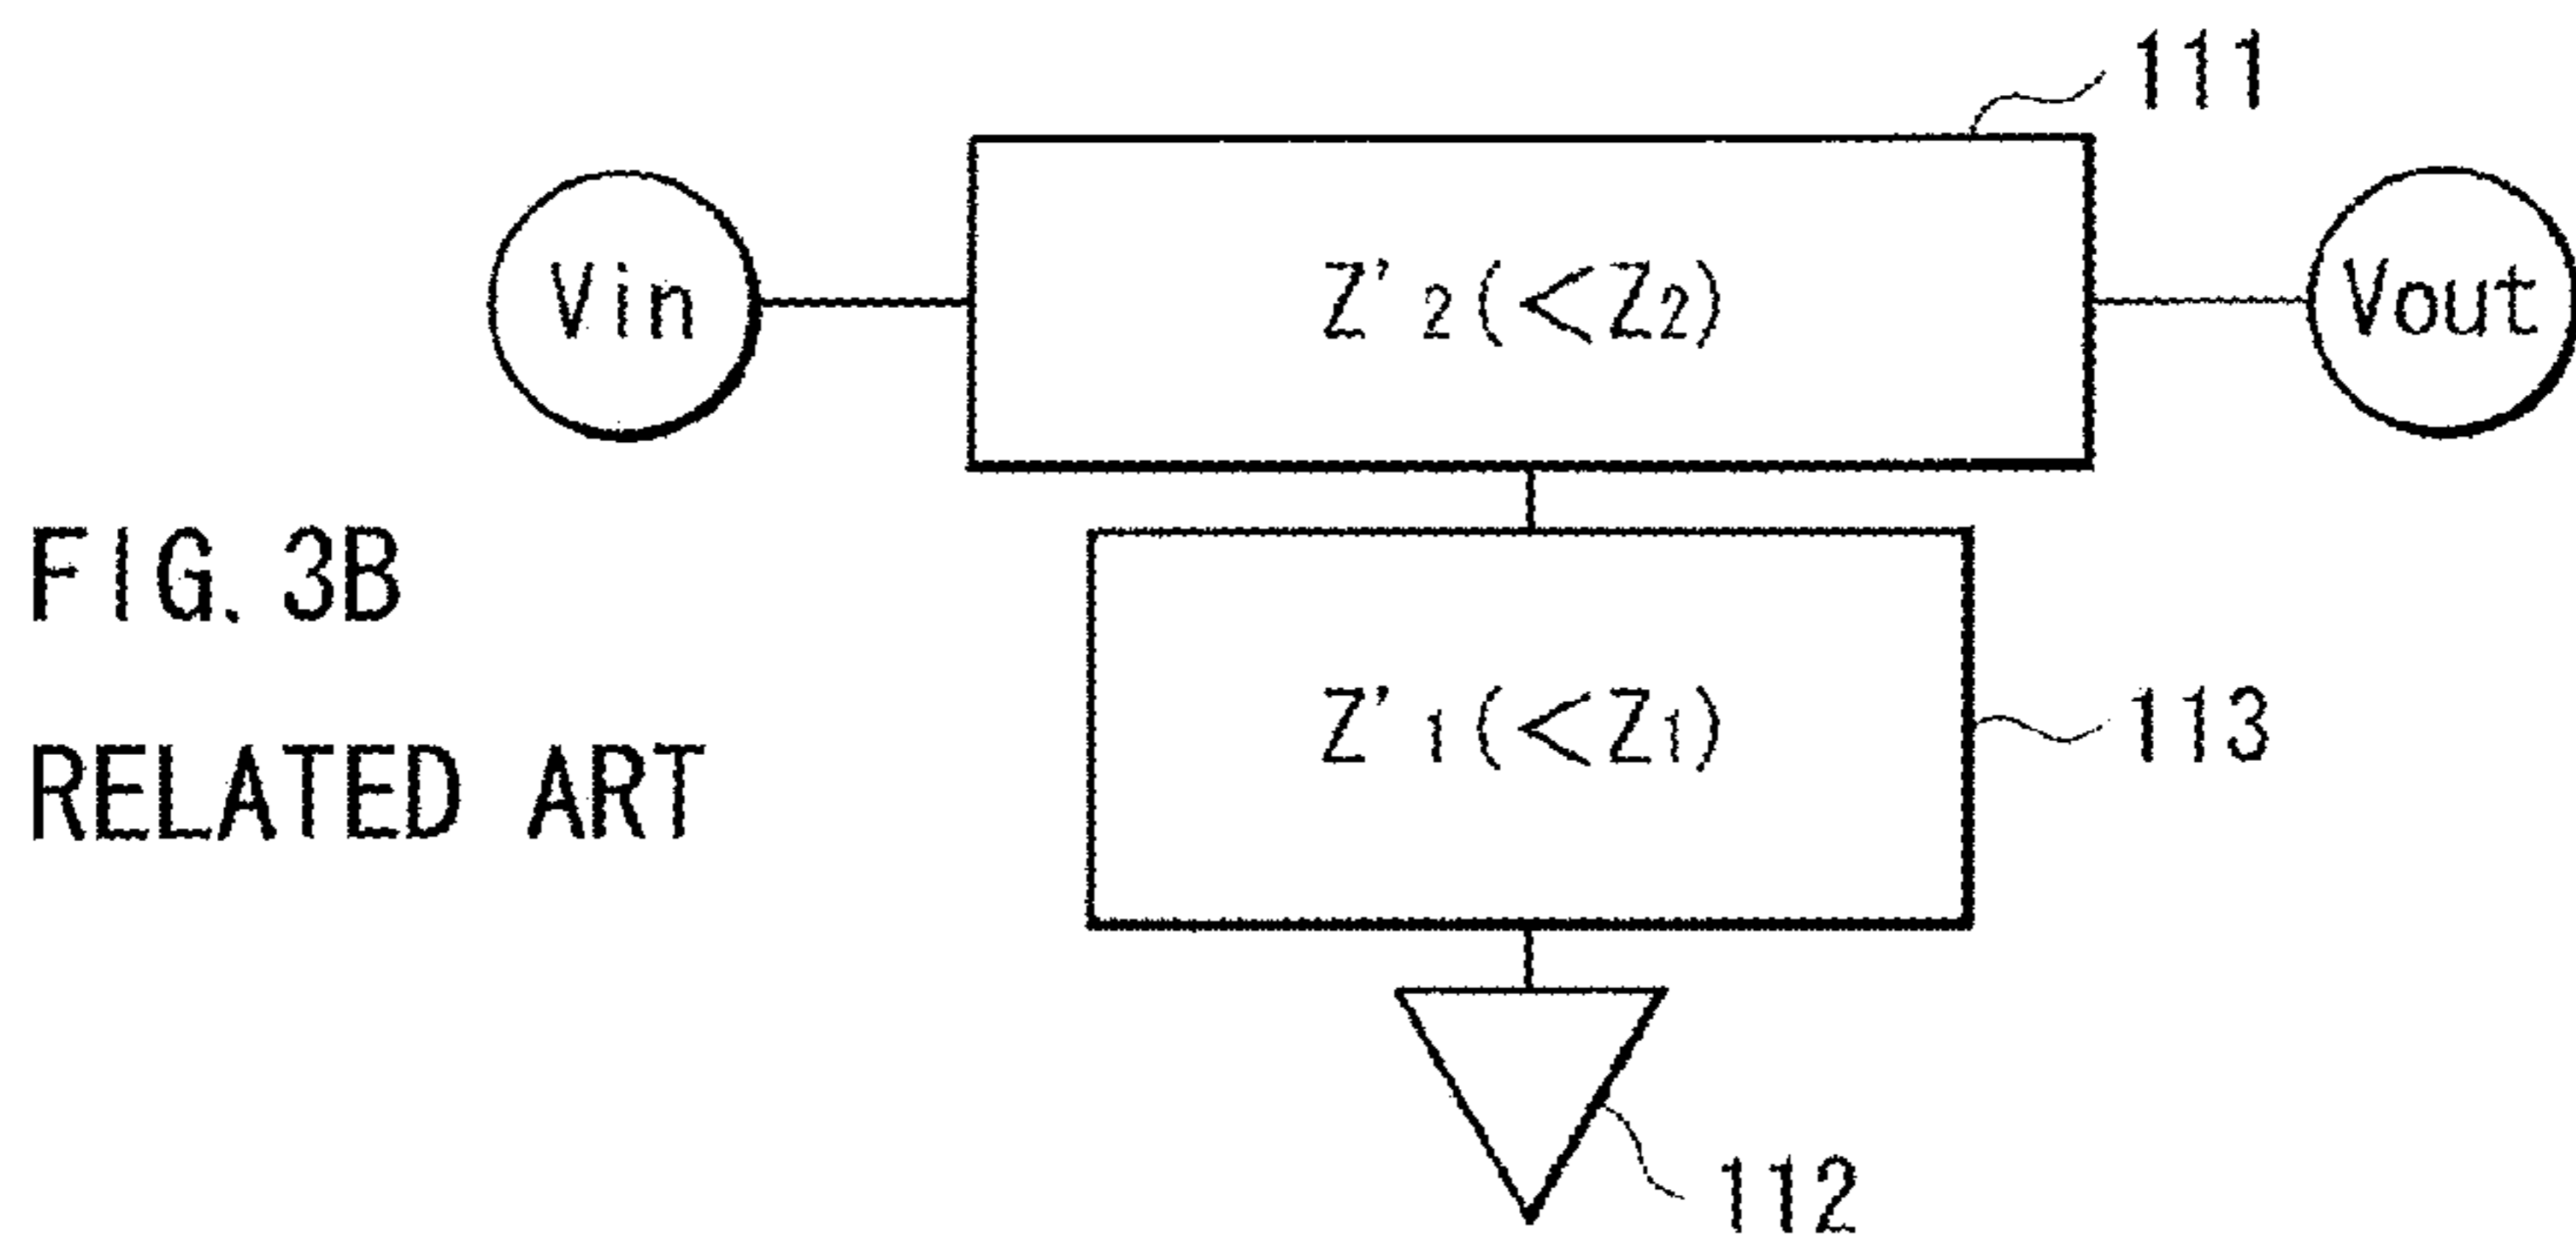 111
Vin
Z'2(<Z2)
Vout
FIG. 3B
RELATED ART
Z'1(<Z1)
113
112